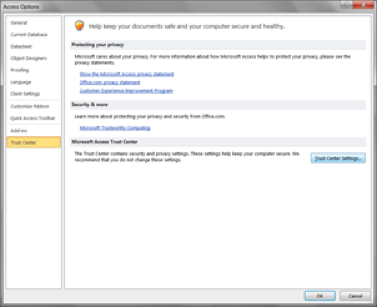 Access Options
General
Current Database
Datasheet
Object Designers
Proofing
Language
Client Settings
Customize Ribbon
Quick Access Toolbar
Add-ins
Trust Center
Help keep your documents safe and your computer secure and healthy.
Protecting your privacy
Microsoft cares about your privacy. For more information about how Microsoft Access helps to protect your privacy, please see the
privacy statements.
Show the Microsoft Access privacy statement
Office.com privacy statement
Customer Experience Improvement Program
Security & more
Learn more about protecting your privacy and security from Office.com.
Microsoft Trustworthy Computing
Microsoft Access Trust Center
The Trust Center contains security and privacy settings. These settings help keep your computer secure. We
recommend that you do not change these settings.
Trust Center Settings...
OK
Cancel